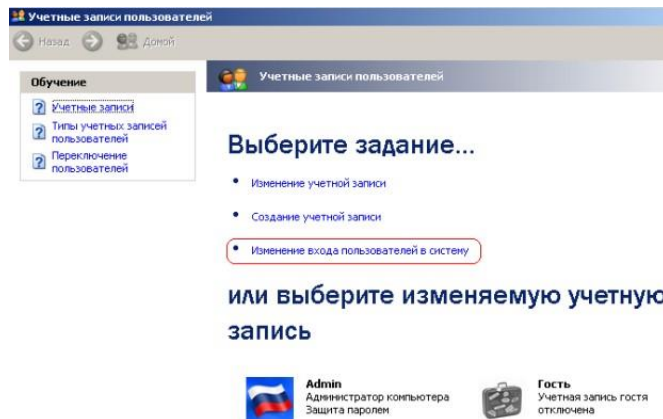 Учетные записи пользователей
Назад Домой
Обучение
Учетные записи
Типы учетных записей
пользователей
Переключение
пользователей
Учетные записи пользователей
Выберите задание...
Изменение учетной записи
Создание учетной записи
Изменение входа пользователей в систему
или выберите изменяемую учетную
запись
Admin
Администратор компьютера
Защита паролем
Гость
Учетная запись гостя
отключена